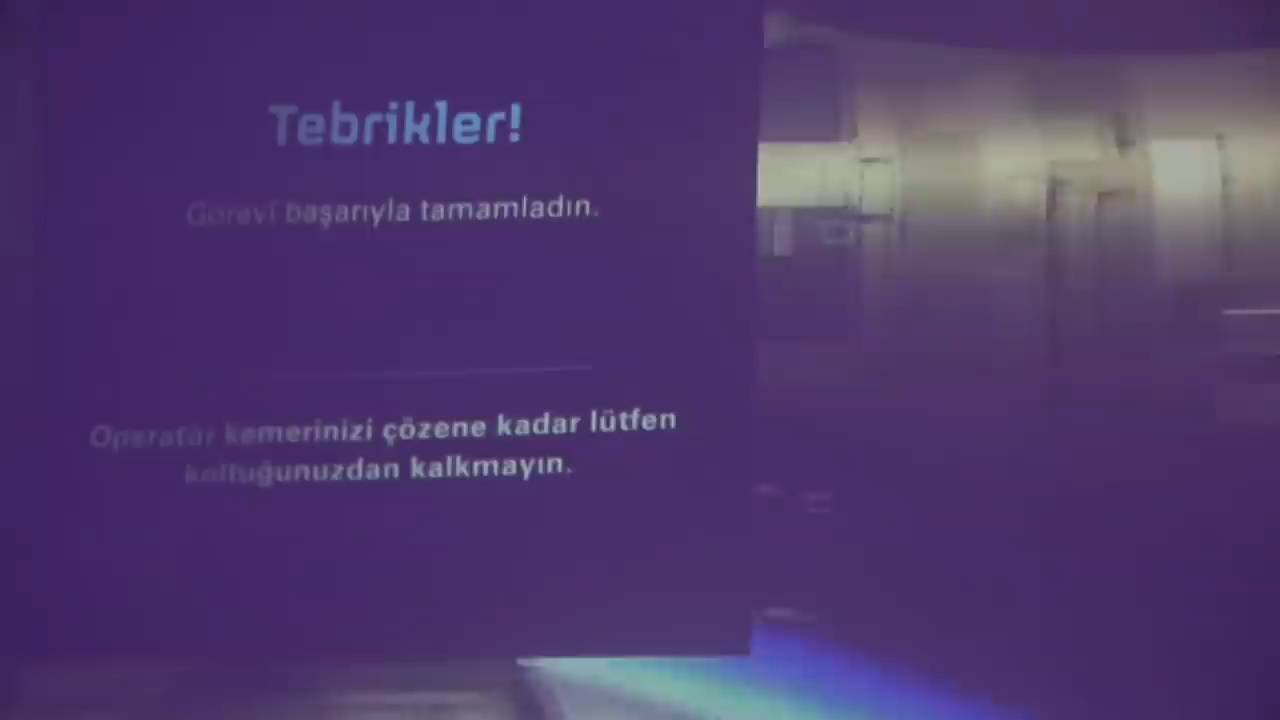 Tebrikler!
Görevi başarıyla tamamladın.
Operatör kemerinizi çözene kadar lütfen
koltuğunuzdan kalkmayın.